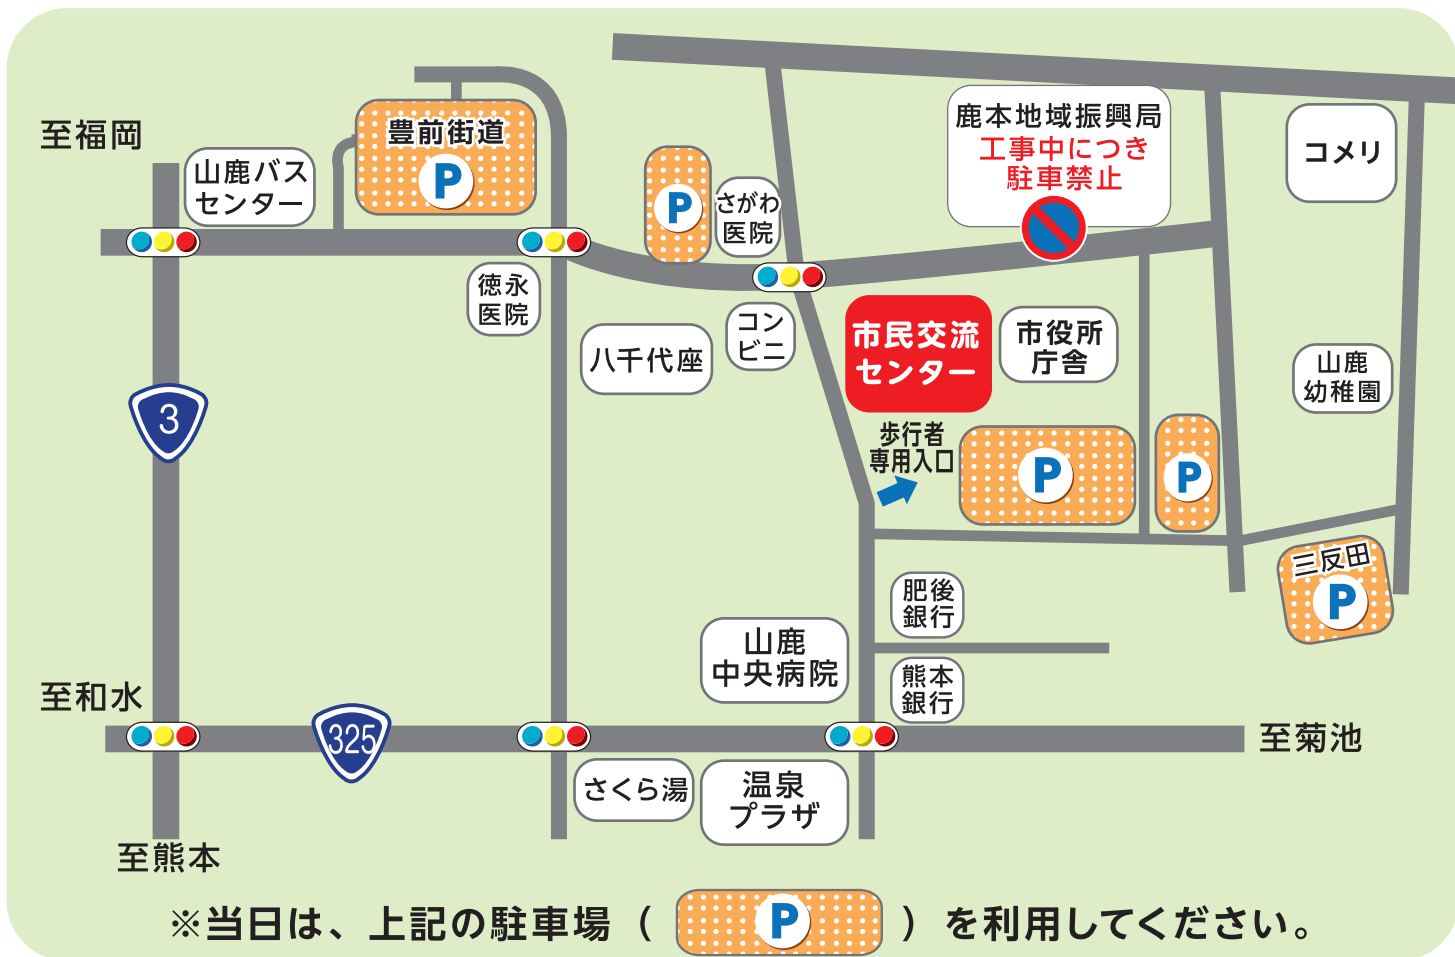 至福岡
山鹿バス
センター
豊前街道
P
P
さがわ
医院
鹿本地域振興局
工事中につき
駐車禁止
コメリ
徳永
医院
八千代座
コン
ビニ
市民交流
センター
市役所
庁舎
山鹿
幼稚園
3
歩行者
専用入口
P
P
三反田
P
肥後
銀行
山鹿
中央病院
熊本
銀行
至和水
325
至菊池
さくら湯
温泉
プラザ
至熊本
※当日は、上記の駐車場（ P ）を利用してください。